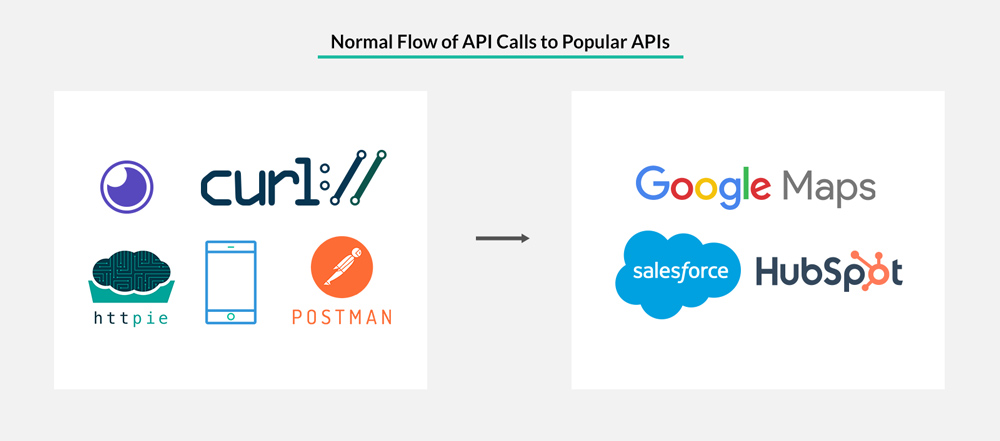 Normal Flow of API Calls to Popular APIs
curl://
httpie
POSTMAN
Google Maps
salesforce
HubSpot